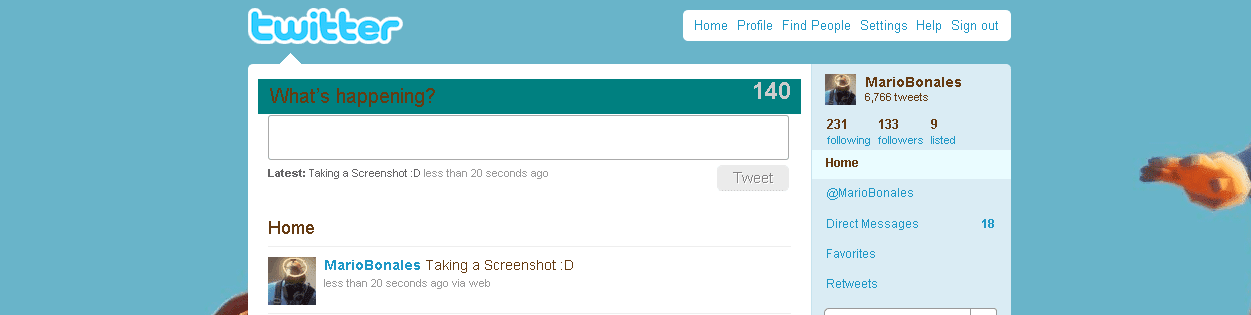 twitter
Home Profile Find People Settings Help Sign out
What's happening? 140
Latest: Taking a Screenshot :D less than 20 seconds ago
Tweet
Home
MarioBonales Taking a Screenshot :D
less than 20 seconds ago via web
MarioBonales
6,766 tweets
231 133 9
following followers listed
Home
@MarioBonales
Direct Messages 18
Favorites
Retweets